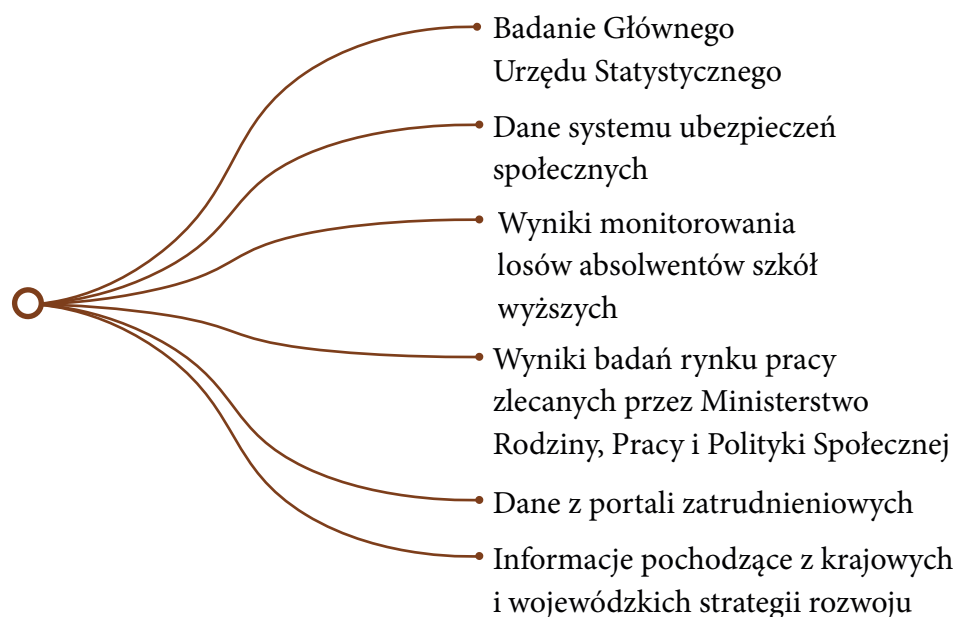 Badanie Głównego
Urzędu Statystycznego
Dane systemu ubezpieczeń
społecznych
Wyniki monitorowania
losów absolwentów szkół
wyższych
Wyniki badań rynku pracy
zlecanych przez Ministerstwo
Rodziny, Pracy i Polityki Społecznej
Dane z portali zatrudnieniowych
Informacje pochodzące z krajowych
i wojewódzkich strategii rozwoju